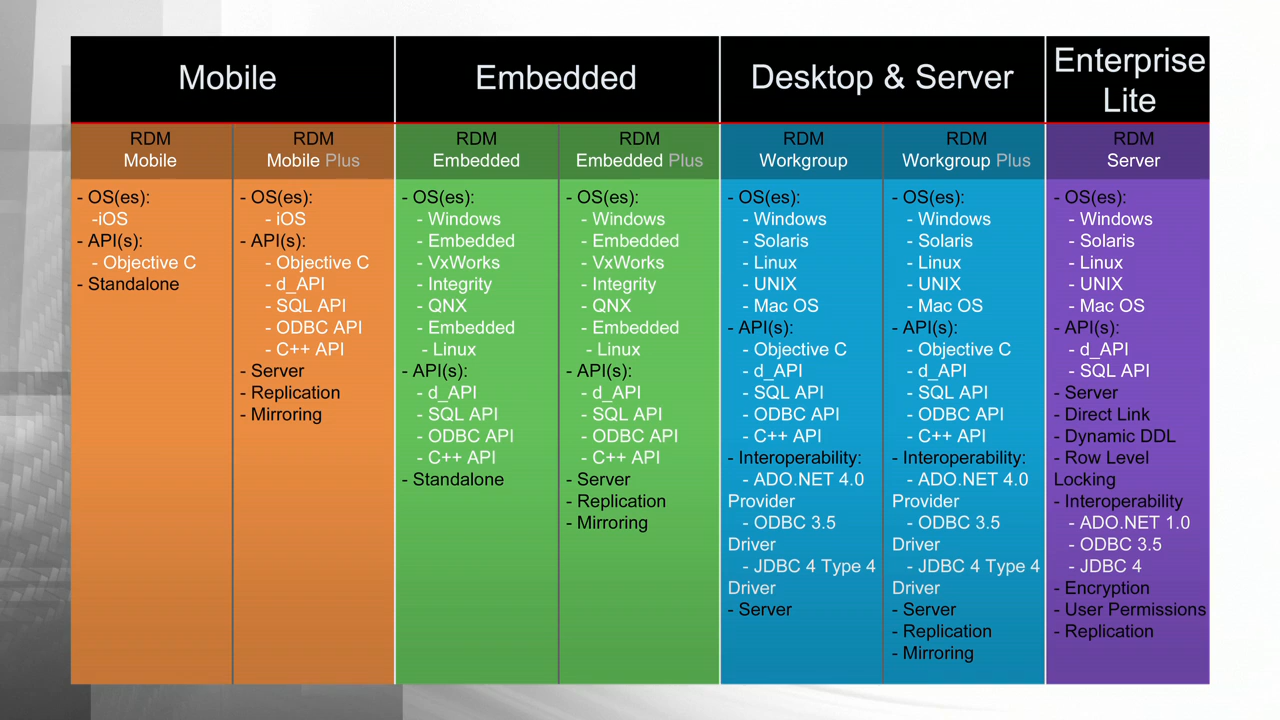 Mobile
Embedded
Desktop & Server
Enterprise
Lite
RDM
Mobile
RDM
Mobile Plus
RDM
Embedded
RDM
Embedded Plus
RDM
Workgroup
RDM
Workgroup Plus
RDM
Server
- OS(es):
-iOS
- API(s):
- Objective C
- Standalone
- OS(es):
- iOS
- API(s):
- Objective C
- d_API
- SQL API
- ODBC API
- C++ API
- Server
- Replication
- Mirroring
- OS(es):
- Windows
- Embedded
- VxWorks
- Integrity
- QNX
- Embedded
- Linux
- API(s):
- d_API
- SQL API
- ODBC API
- C++ API
- Standalone
- OS(es):
- Windows
- Embedded
- VxWorks
- Integrity
- QNX
- Embedded
- Linux
- API(s):
- d_API
- SQL API
- ODBC API
- C++ API
- Server
- Replication
- Mirroring
- OS(es):
- Windows
- Solaris
- Linux
- UNIX
- Mac OS
- API(s):
- Objective C
- d_API
- SQL API
- ODBC API
- C++ API
- Interoperability:
- ADO.NET 4.0
Provider
- ODBC 3.5
Driver
- JDBC 4 Type 4
Driver
- Server
- OS(es):
- Windows
- Solaris
- Linux
- UNIX
- Mac OS
- API(s):
- Objective C
- d_API
- SQL API
- ODBC API
- C++ API
- Interoperability:
- ADO.NET 4.0
Provider
- ODBC 3.5
Driver
- JDBC 4 Type 4
Driver
- Server
- Replication
- Mirroring
- OS(es):
- Windows
- Solaris
- Linux
- UNIX
- Mac OS
- API(s):
- d_API
- SQL API
- Server
- Direct Link
- Dynamic DDL
- Row Level
Locking
- Interoperability
- ADO.NET 1.0
- ODBC 3.5
- JDBC 4
- Encryption
- User Permissions
- Replication